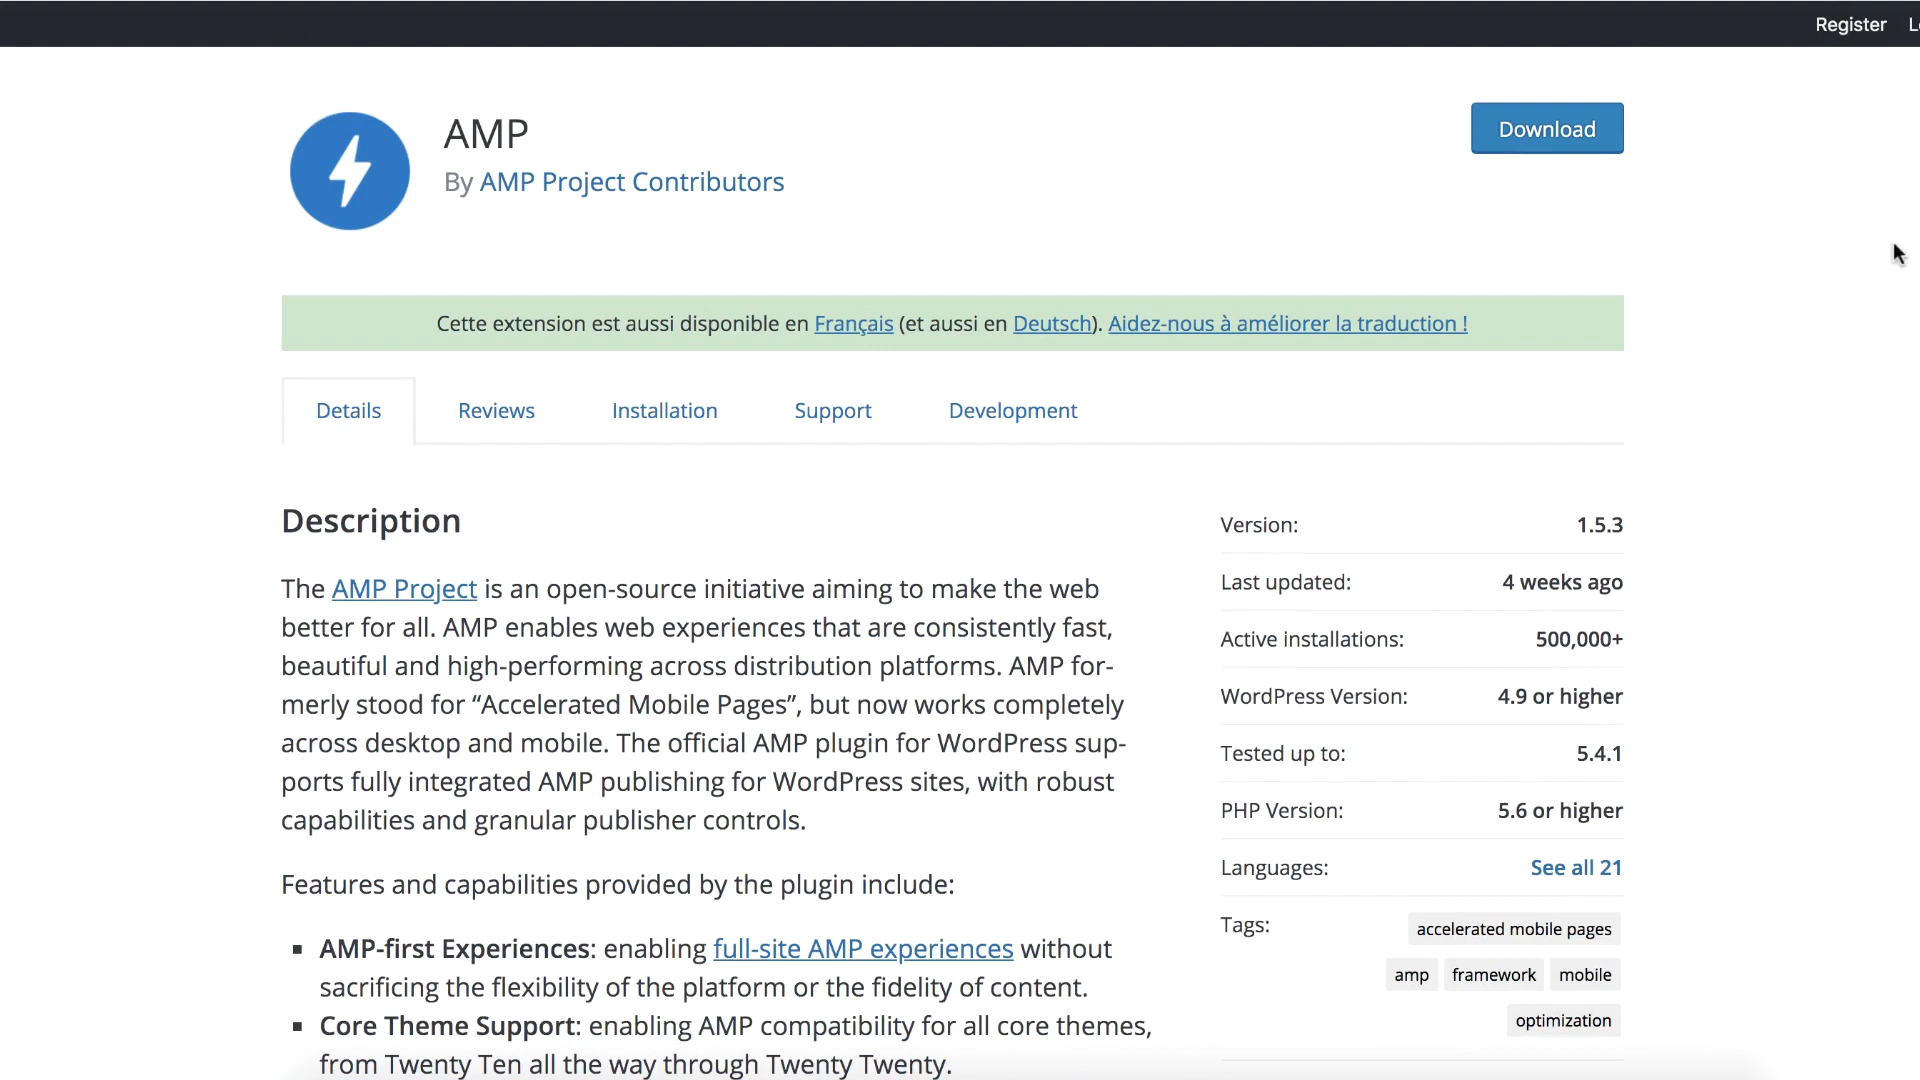 Register
AMP
By AMP Project Contributors
Download
Cette extension est aussi disponible en Français (et aussi en Deutsch). Aidez-nous à améliorer la traduction !
Details
Reviews
Installation
Support
Development
Description
The AMP Project is an open-source initiative aiming to make the web
better for all. AMP enables web experiences that are consistently fast,
beautiful and high-performing across distribution platforms. AMP for-
merly stood for “Accelerated Mobile Pages”, but now works completely
across desktop and mobile. The official AMP plugin for WordPress sup-
ports fully integrated AMP publishing for WordPress sites, with robust
capabilities and granular publisher controls.
Features and capabilities provided by the plugin include:
AMP-first Experiences: enabling full-site AMP experiences without
sacrificing the flexibility of the platform or the fidelity of content.
Core Theme Support: enabling AMP compatibility for all core themes,
from Twenty Ten all the way through Twenty Twenty.
Version: 1.5.3
Last updated: 4 weeks ago
Active installations: 500,000+
WordPress Version: 4.9 or higher
Tested up to: 5.4.1
PHP Version: 5.6 or higher
Languages: See all 21
Tags: accelerated mobile pages
amp framework mobile
optimization